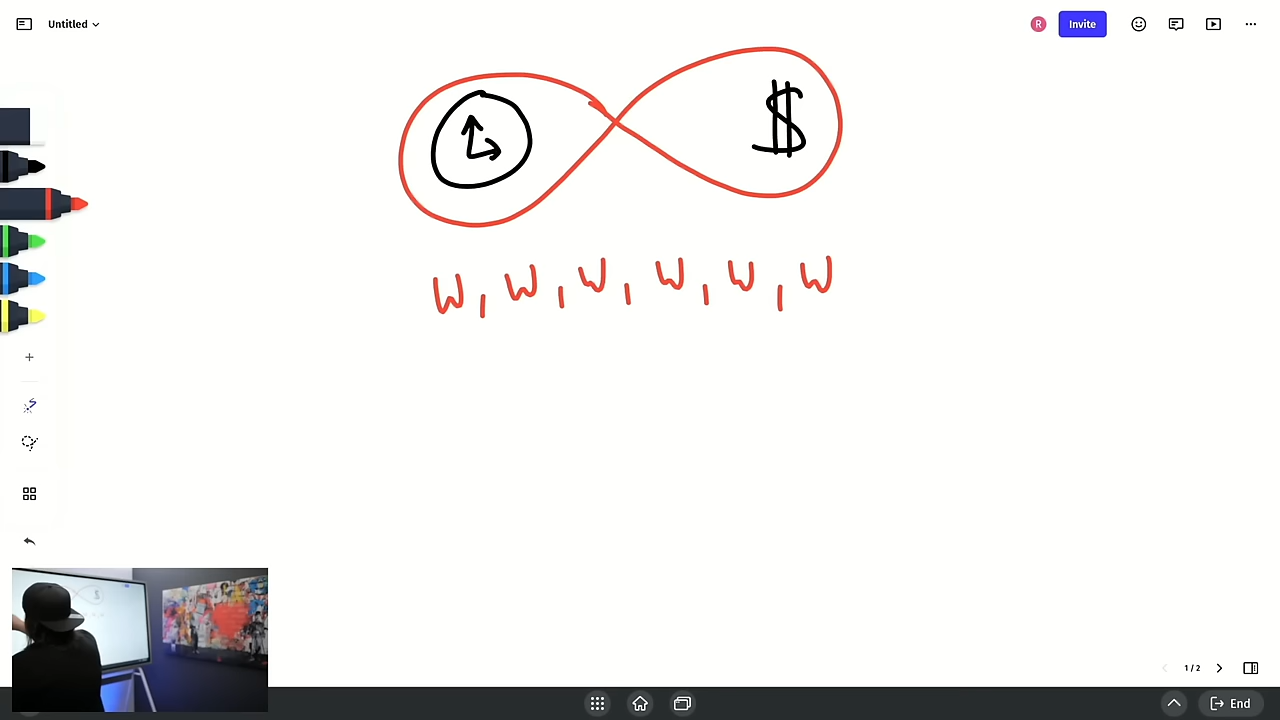 Untitled
R
Invite
$
W, W, W, W, W, W
1 / 2
End